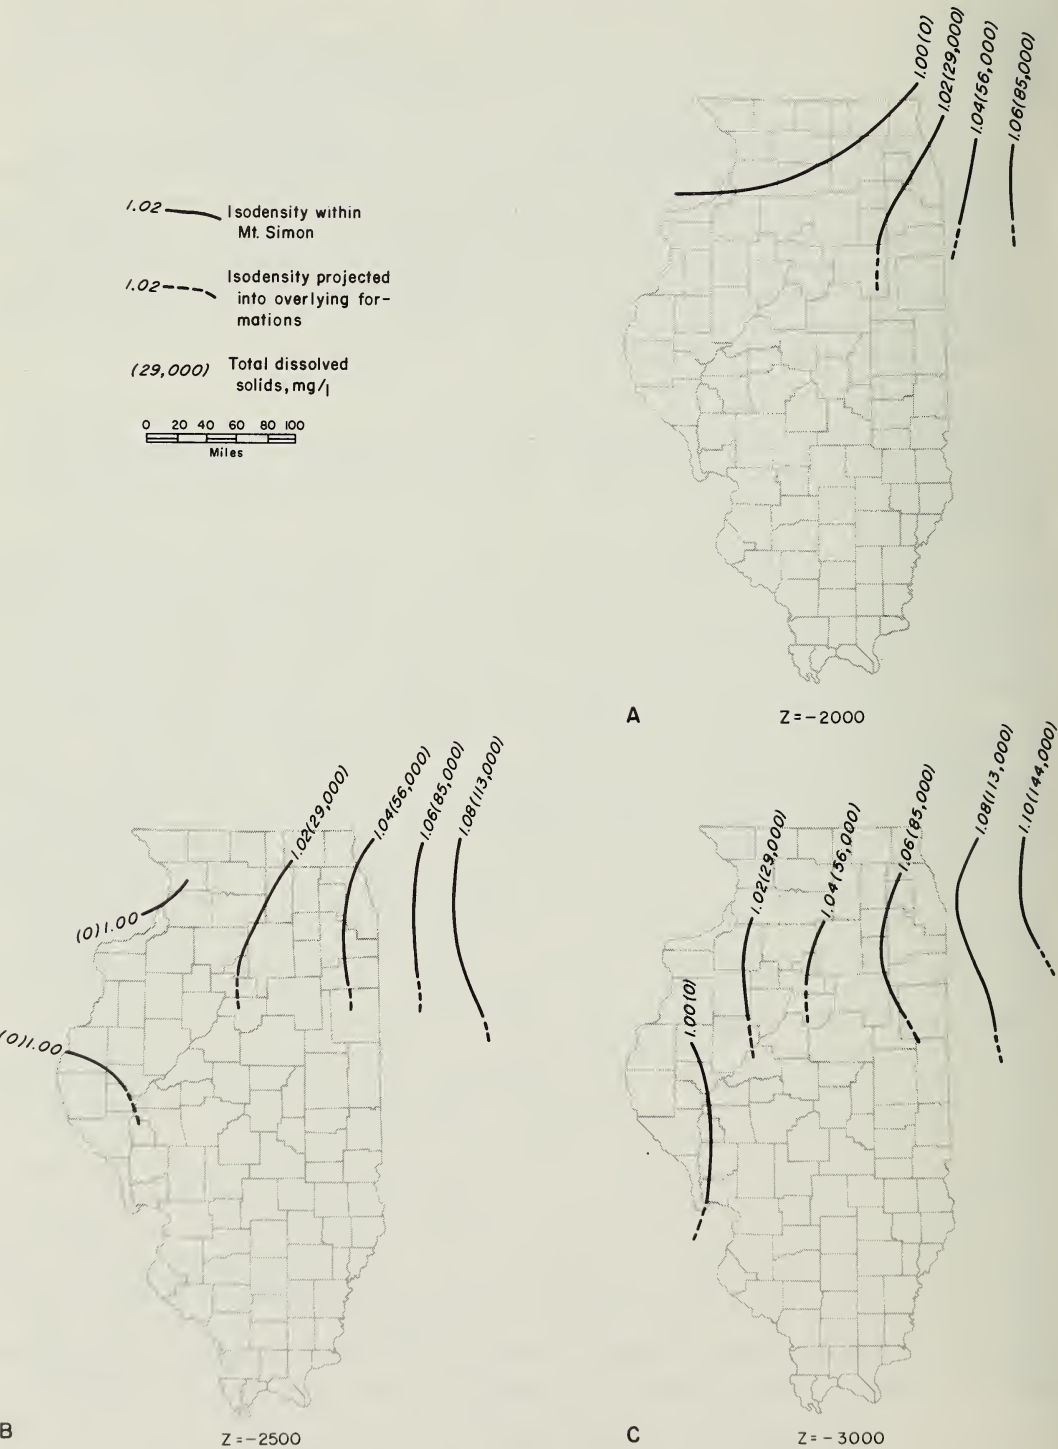 1.02
Isodensity within
Mt. Simon
1.02
Isodensity projected
into overlying for-
mations
(29,000)
Total dissolved
solids, mg/l
0 20 40 60 80 100
Miles
1.00(0)
1.02(29,000)
1.04(56,000)
1.06(85,000)
A
Z=-2000
(0)1.00
(0)1.00
1.02(29,000)
1.04(56,000)
1.06(85,000)
1.08(113,000)
B
Z=-2500
1.00(0)
1.02(29,000)
1.04(56,000)
1.06(85,000)
1.08(113,000)
1.10(144,000)
C
Z=-3000